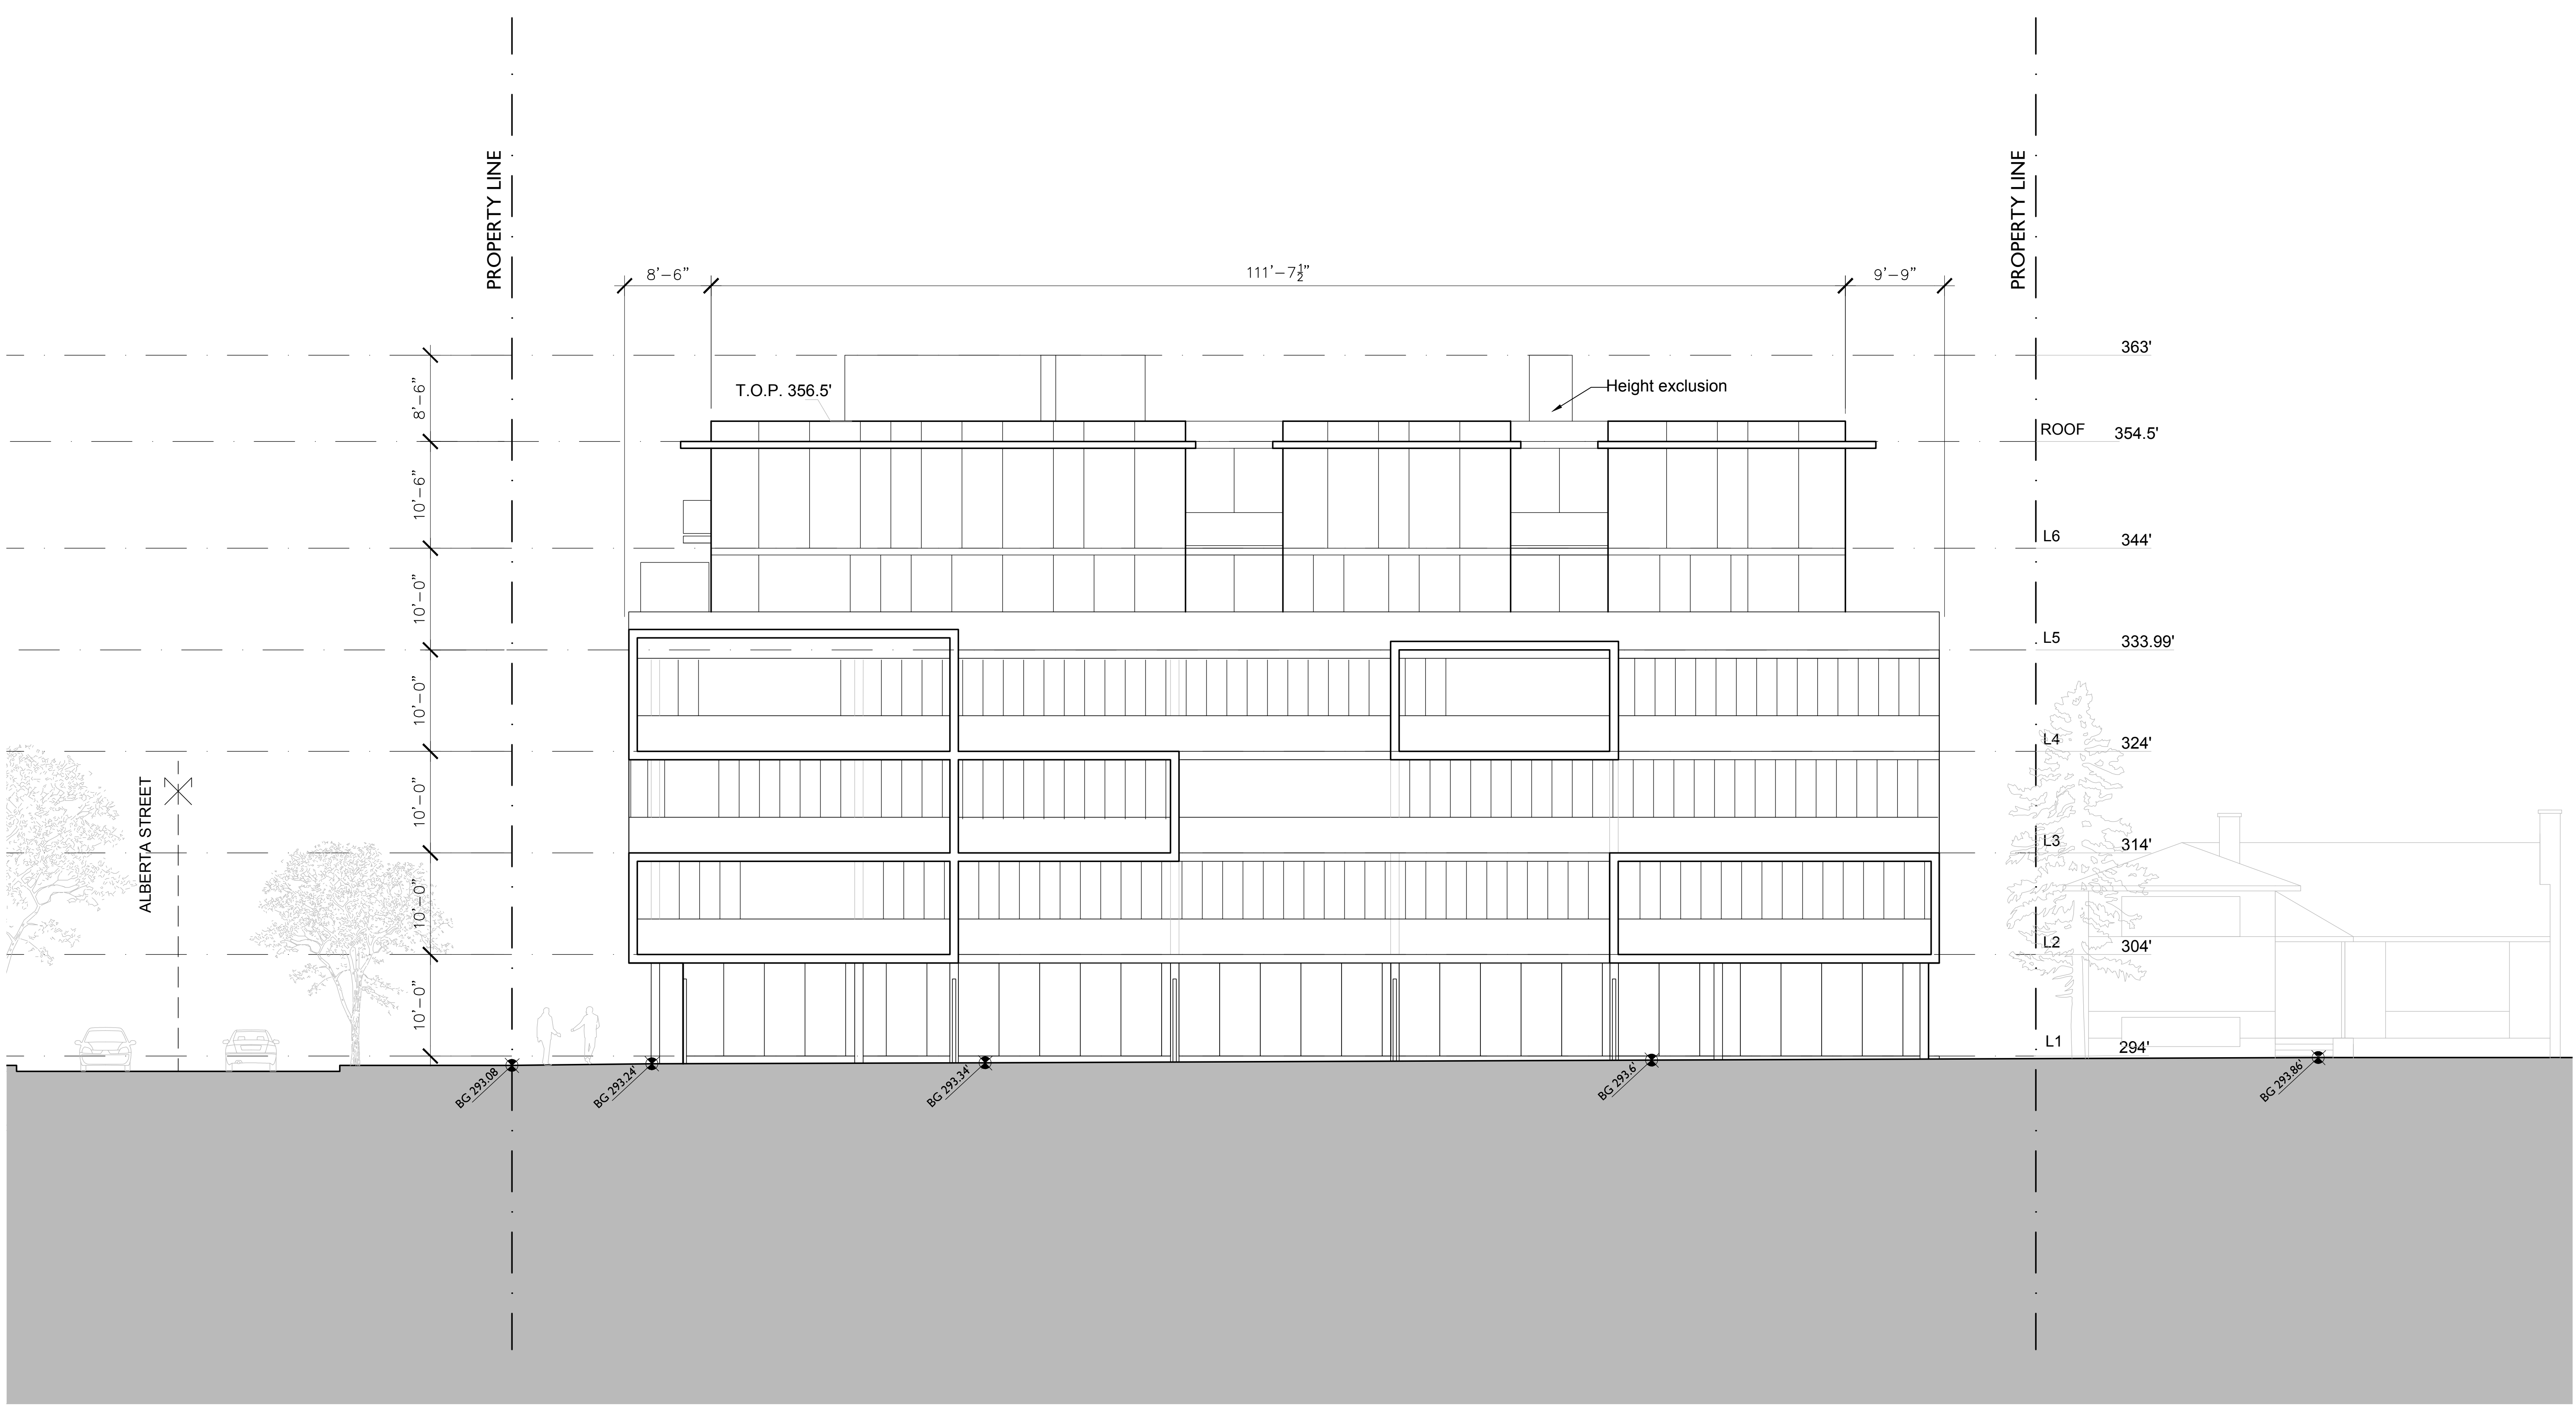 PROPERTY LINE
PROPERTY LINE
8’-6”
111’-7½”
9’-9”
363'
T.O.P. 356.5'
Height exclusion
8’-6”
ROOF 354.5'
10’-6”
L6 344'
10’-0”
L5 333.99'
10’-0”
L4 324'
ALBERTA STREET
10’-0”
L3 314'
10’-0”
L2 304'
10’-0”
L1 294'
BG 293.08
BG 293.24'
BG 293.34'
BG 293.6'
BG 293.86'